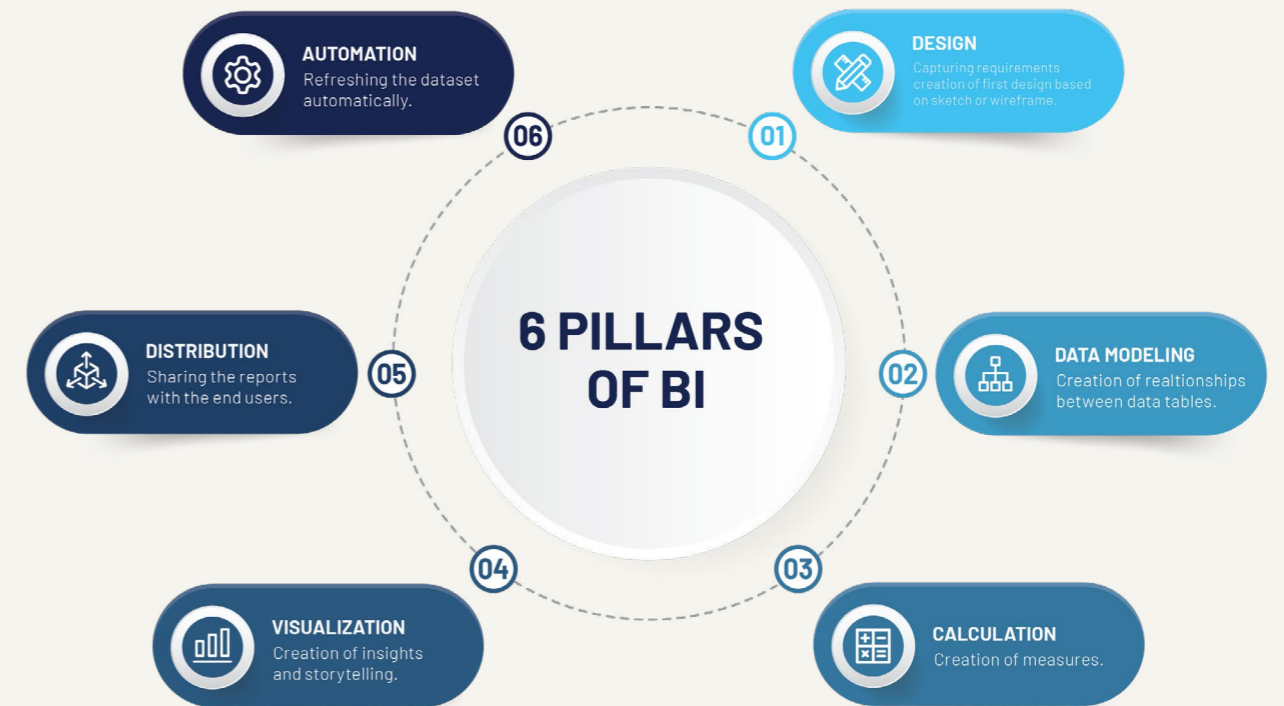 6 PILLARS
OF BI
01
DESIGN
Capturing requirements
creation of first design based
on sketch or wireframe.
02
DATA MODELING
Creation of realtionships
between data tables.
03
CALCULATION
Creation of measures.
04
VISUALIZATION
Creation of insights
and storytelling.
05
DISTRIBUTION
Sharing the reports
with the end users.
06
AUTOMATION
Refreshing the dataset
automatically.